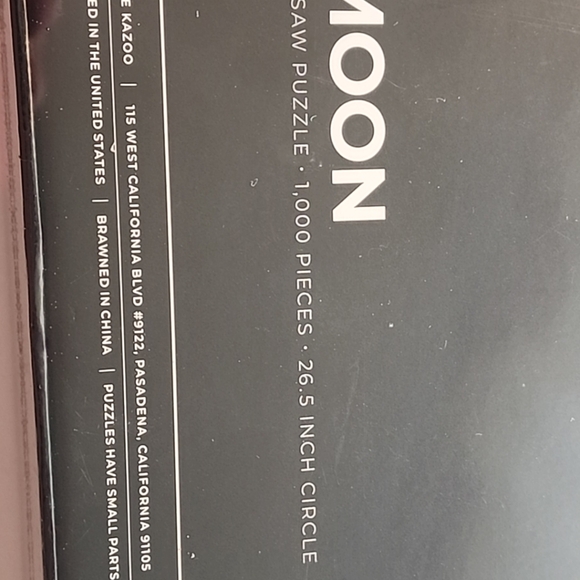 MOON
SAW PUZZLE · 1,000 PIECES · 26.5 INCH CIRCLE
E KAZOO | 115 WEST CALIFORNIA BLVD #9122, PASADENA, CALIFORNIA 91105
ED IN THE UNITED STATES | BRAWNED IN CHINA | PUZZLES HAVE SMALL PARTS